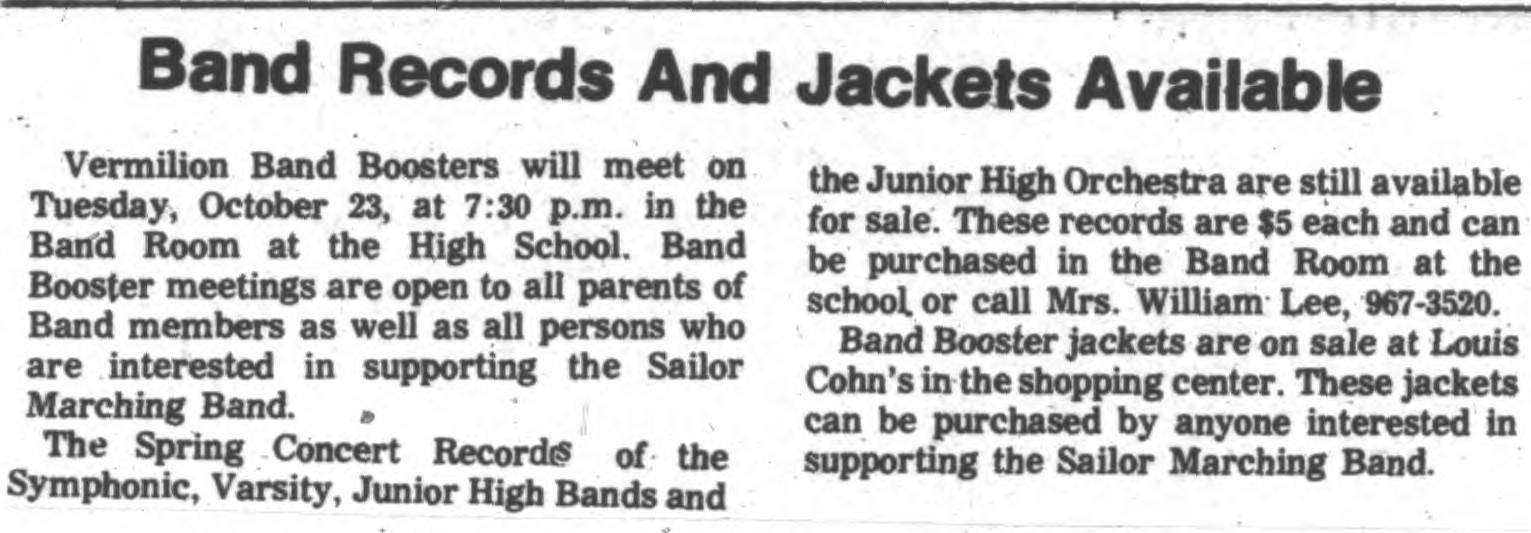 Band Records And Jackets Available
Vermilion Band Boosters will meet on
Tuesday, October 23, at 7:30 p.m. in the
Band Room at the High School. Band
Booster meetings are open to all parents of
Band members as well as all persons who
are interested in supporting the Sailor
Marching Band.
The Spring Concert Records of the
Symphonic, Varsity, Junior High Bands and
the Junior High Orchestra are still available
for sale. These records are $5 each and can
be purchased in the Band Room at the
school or call Mrs. William Lee, 967-3520.
Band Booster jackets are on sale at Louis
Cohn's in the shopping center. These jackets
can be purchased by anyone interested in
supporting the Sailor Marching Band.